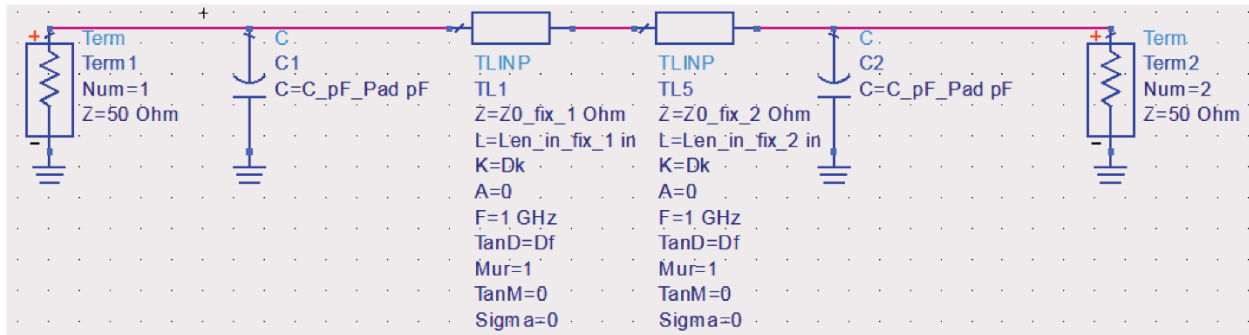 +
Term
Term1
Num=1
Z=50 Ohm
-
C
C1
C=C_pF_Pad pF
TLINP
TL1
Z=Z0_fix_1 Ohm
L=Len_in_fix_1 in
K=Dk
A=0
F=1 GHz
TanD=Df
Mur=1
TanM=0
Sigma=0
TLINP
TL5
Z=Z0_fix_2 Ohm
L=Len_in_fix_2 in
K=Dk
A=0
F=1 GHz
TanD=Df
Mur=1
TanM=0
Sigma=0
C
C2
C=C_pF_Pad pF
+
Term
Term2
Num=2
Z=50 Ohm
-